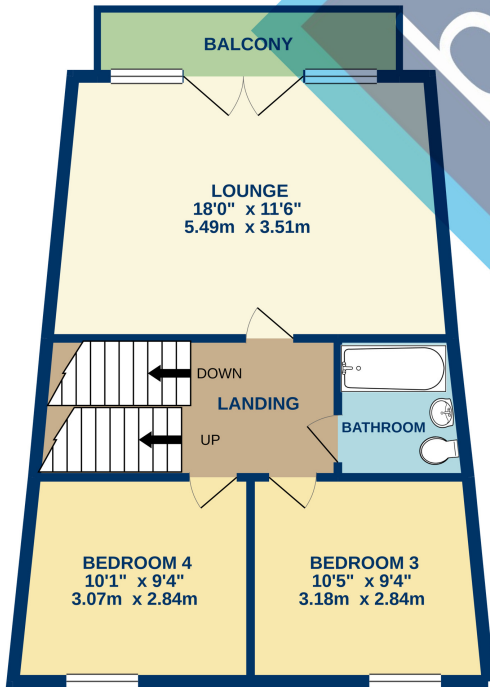 BALCONY
LOUNGE
18'0" x 11'6"
5.49m x 3.51m
DOWN
LANDING
UP
BATHROOM
BEDROOM 4
10'1" x 9'4"
3.07m x 2.84m
BEDROOM 3
10'5" x 9'4"
3.18m x 2.84m